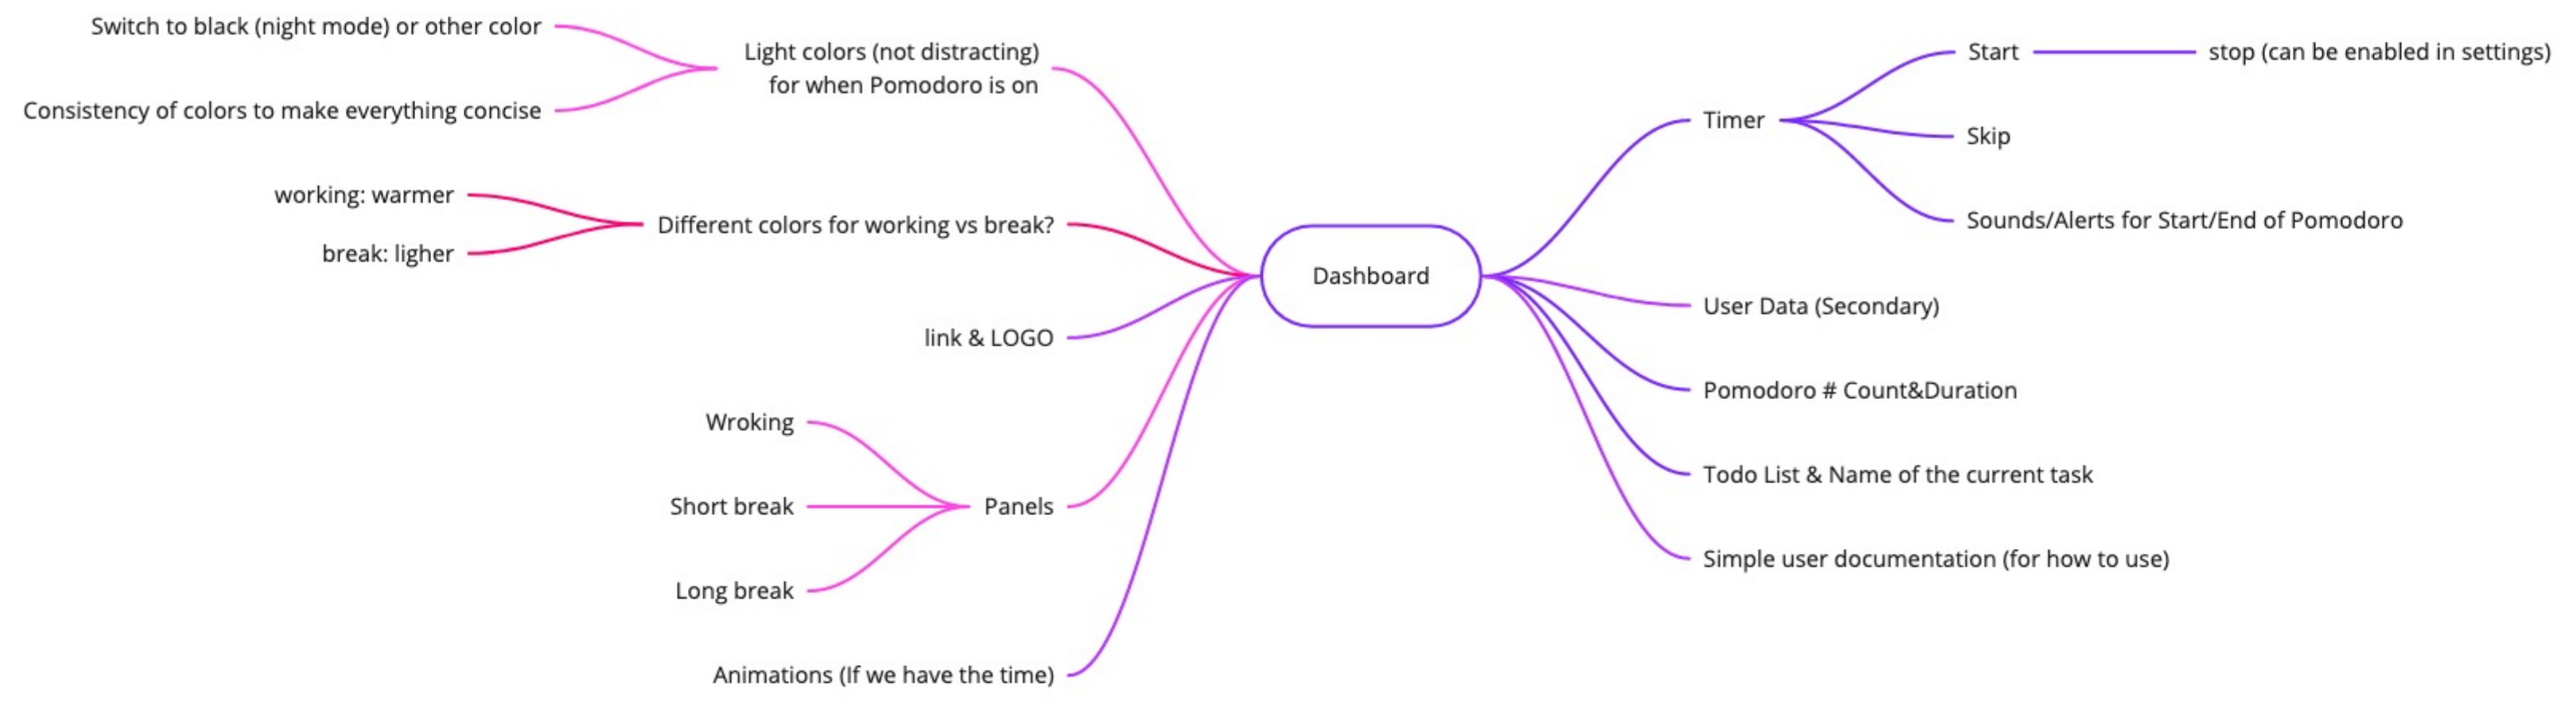 Switch to black (night mode) or other color
Consistency of colors to make everything concise
Light colors (not distracting)
for when Pomodoro is on
working: warmer
break: ligher
Different colors for working vs break?
link & LOGO
Wroking
Short break
Long break
Panels
Animations (If we have the time)
Dashboard
Timer
Start
stop (can be enabled in settings)
Skip
Sounds/Alerts for Start/End of Pomodoro
User Data (Secondary)
Pomodoro # Count&Duration
Todo List & Name of the current task
Simple user documentation (for how to use)